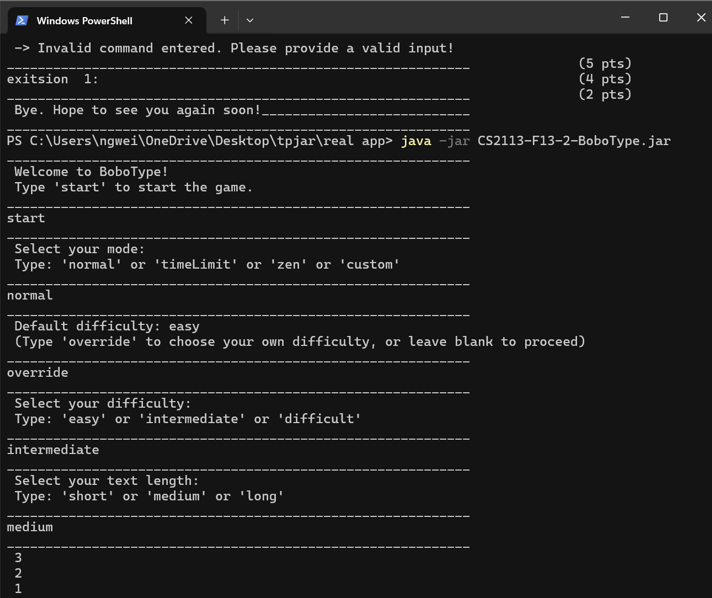 Windows PowerShell
-> Invalid command entered. Please provide a valid input!
____________________________________________________________ (5 pts)
exitsion  1: (4 pts)
____________________________________________________________ (2 pts)
Bye. Hope to see you again soon!___________________________
____________________________________________________________
PS C:\Users\ngwei\OneDrive\Desktop\tpjar\real app> java -jar CS2113-F13-2-BoboType.jar
____________________________________________________________
Welcome to BoboType!
Type 'start' to start the game.
____________________________________________________________
start
____________________________________________________________
Select your mode:
Type: 'normal' or 'timeLimit' or 'zen' or 'custom'
____________________________________________________________
normal
____________________________________________________________
Default difficulty: easy
(Type 'override' to choose your own difficulty, or leave blank to proceed)
____________________________________________________________
override
____________________________________________________________
Select your difficulty:
Type: 'easy' or 'intermediate' or 'difficult'
____________________________________________________________
intermediate
____________________________________________________________
Select your text length:
Type: 'short' or 'medium' or 'long'
____________________________________________________________
medium
____________________________________________________________
3
2
1